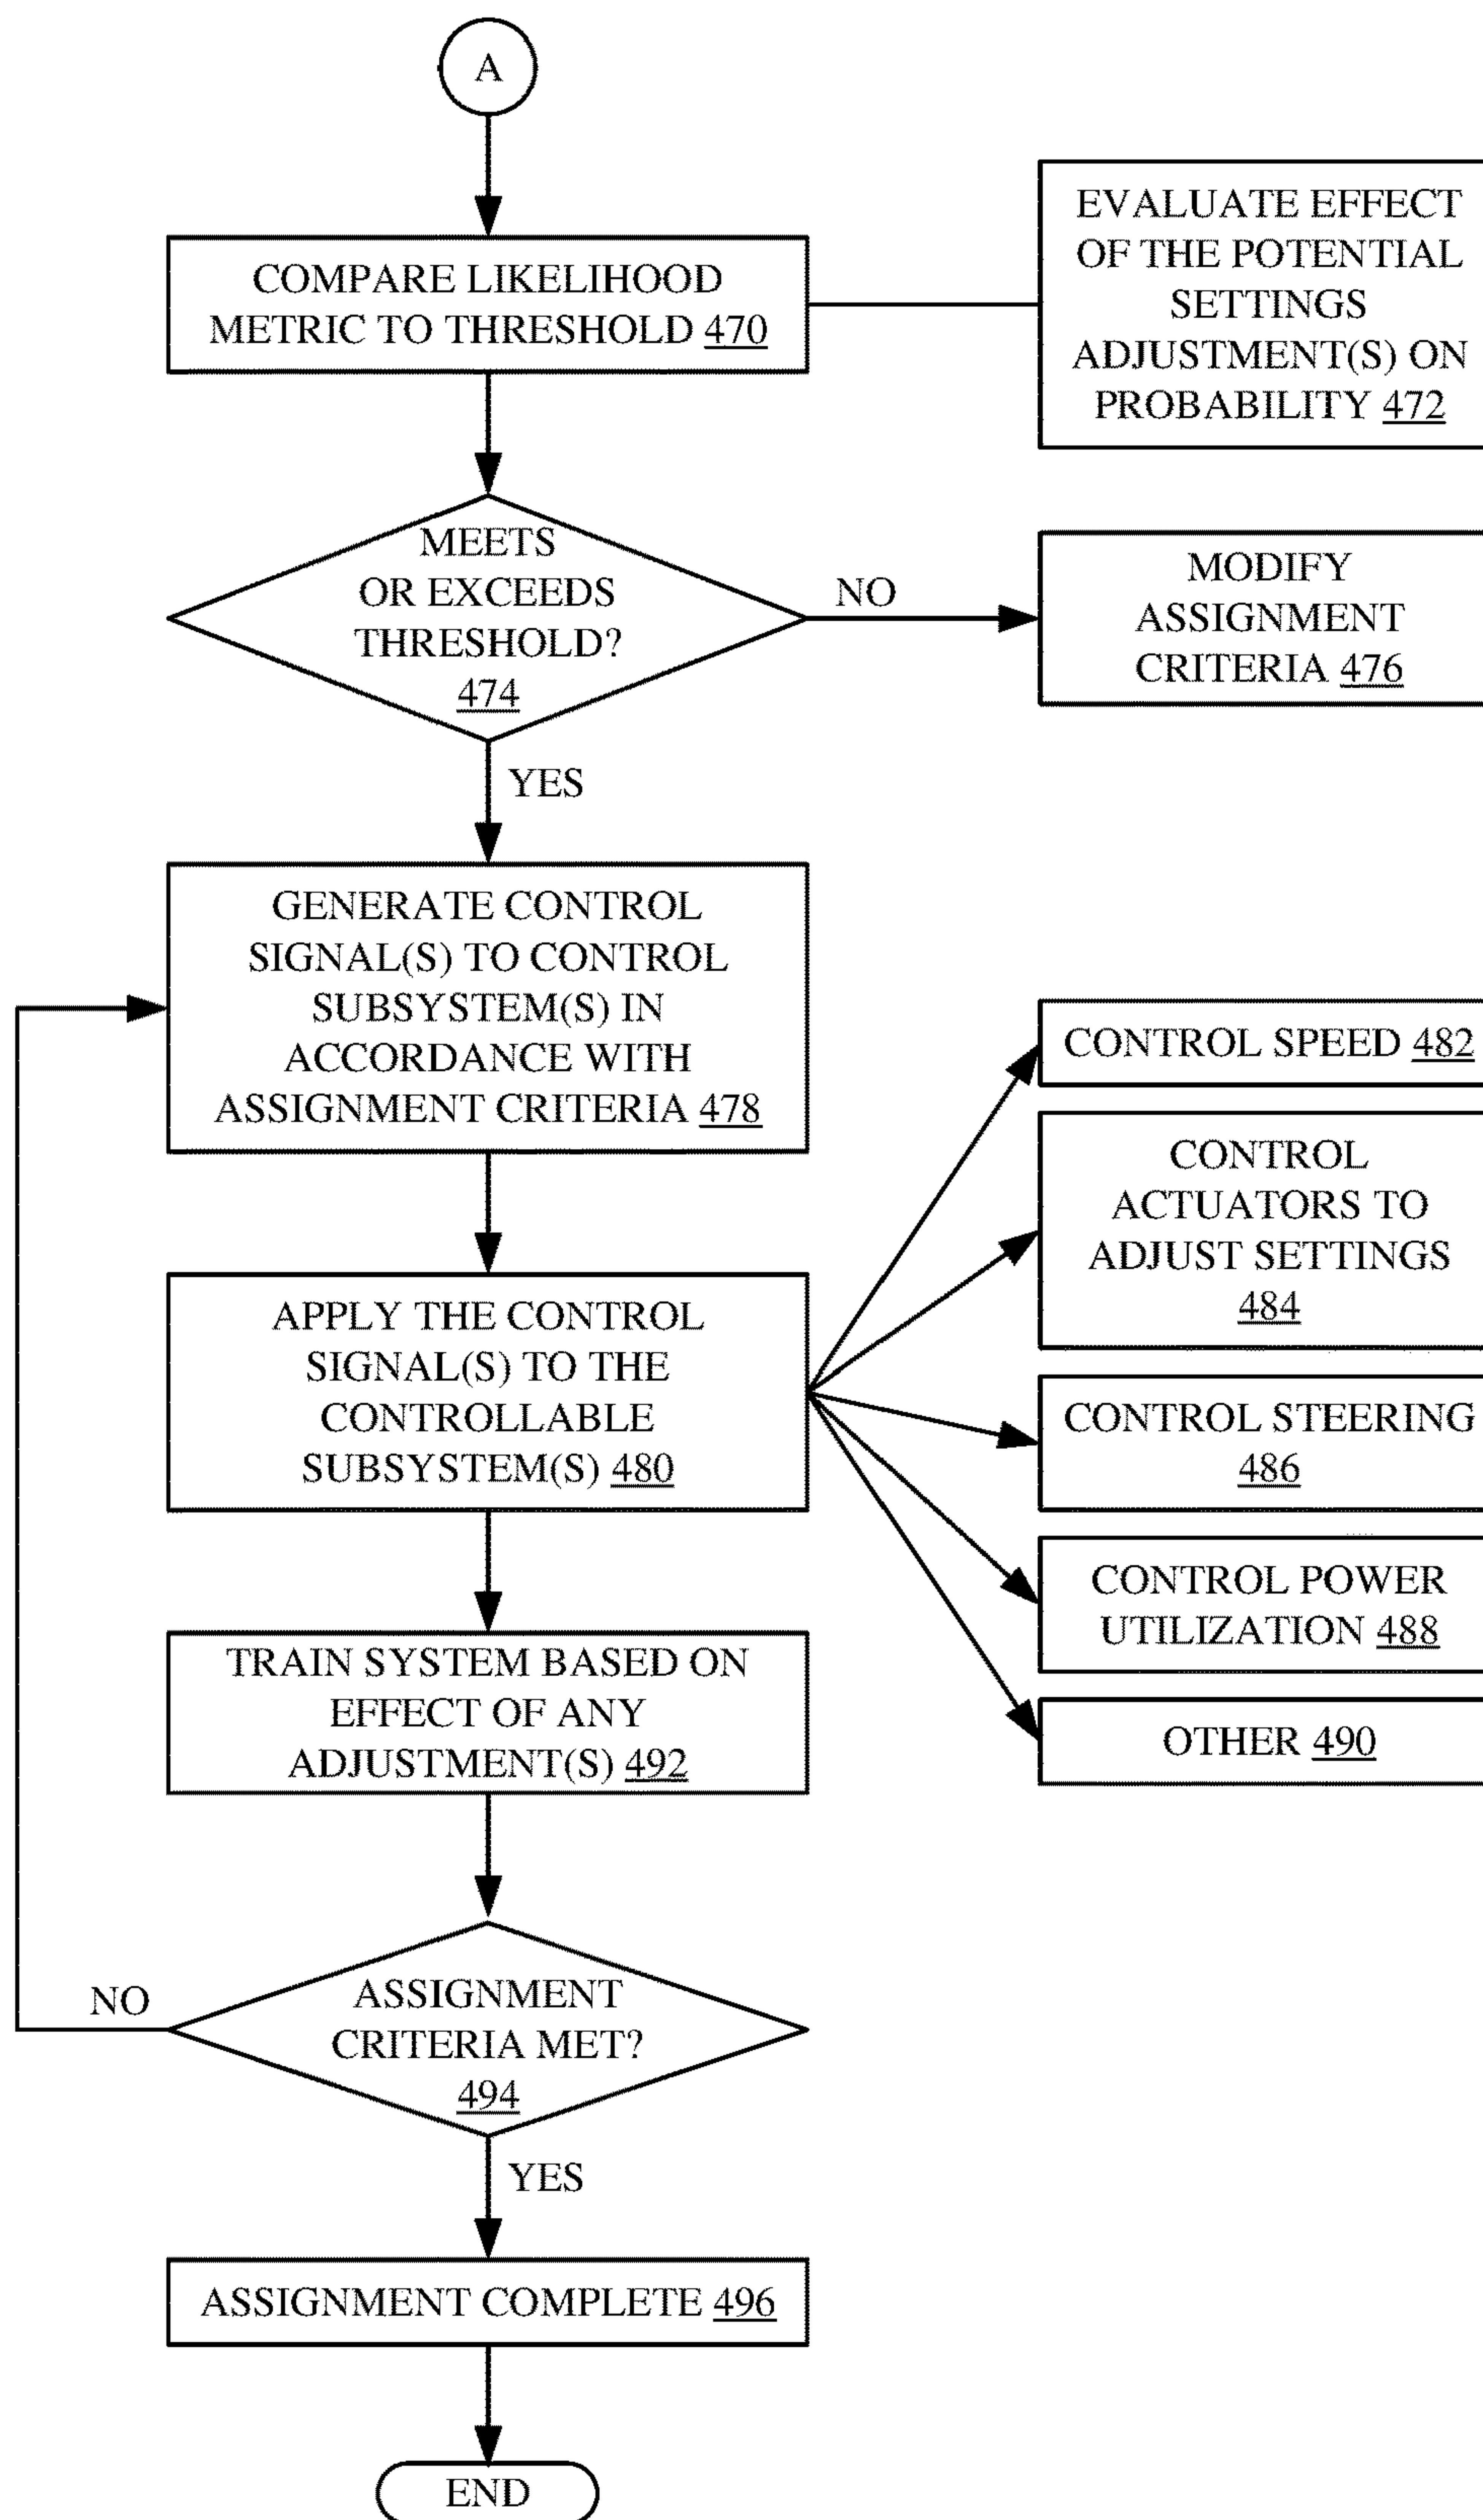 A
COMPARE LIKELIHOOD
METRIC TO THRESHOLD 470
EVALUATE EFFECT
OF THE POTENTIAL
SETTINGS
ADJUSTMENT(S) ON
PROBABILITY 472
MEETS
OR EXCEEDS
THRESHOLD?
474
NO
MODIFY
ASSIGNMENT
CRITERIA 476
YES
GENERATE CONTROL
SIGNAL(S) TO CONTROL
SUBSYSTEM(S) IN
ACCORDANCE WITH
ASSIGNMENT CRITERIA 478
APPLY THE CONTROL
SIGNAL(S) TO THE
CONTROLLABLE
SUBSYSTEM(S) 480
CONTROL SPEED 482
CONTROL
ACTUATORS TO
ADJUST SETTINGS
484
CONTROL STEERING
486
CONTROL POWER
UTILIZATION 488
OTHER 490
TRAIN SYSTEM BASED ON
EFFECT OF ANY
ADJUSTMENT(S) 492
ASSIGNMENT
CRITERIA MET?
494
NO
YES
ASSIGNMENT COMPLETE 496
END